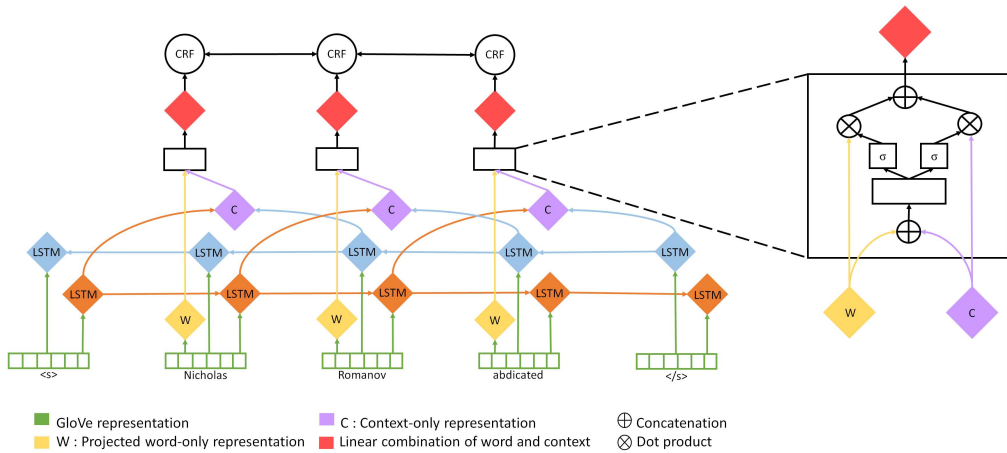 CRF CRF CRF
σ σ
C C C
LSTM LSTM LSTM LSTM LSTM
LSTM LSTM LSTM LSTM LSTM
W W W W C
<s> Nicholas Romanov abdicated </s>
GloVe representation
C : Context-only representation
Concatenation
W : Projected word-only representation
Linear combination of word and context
Dot product